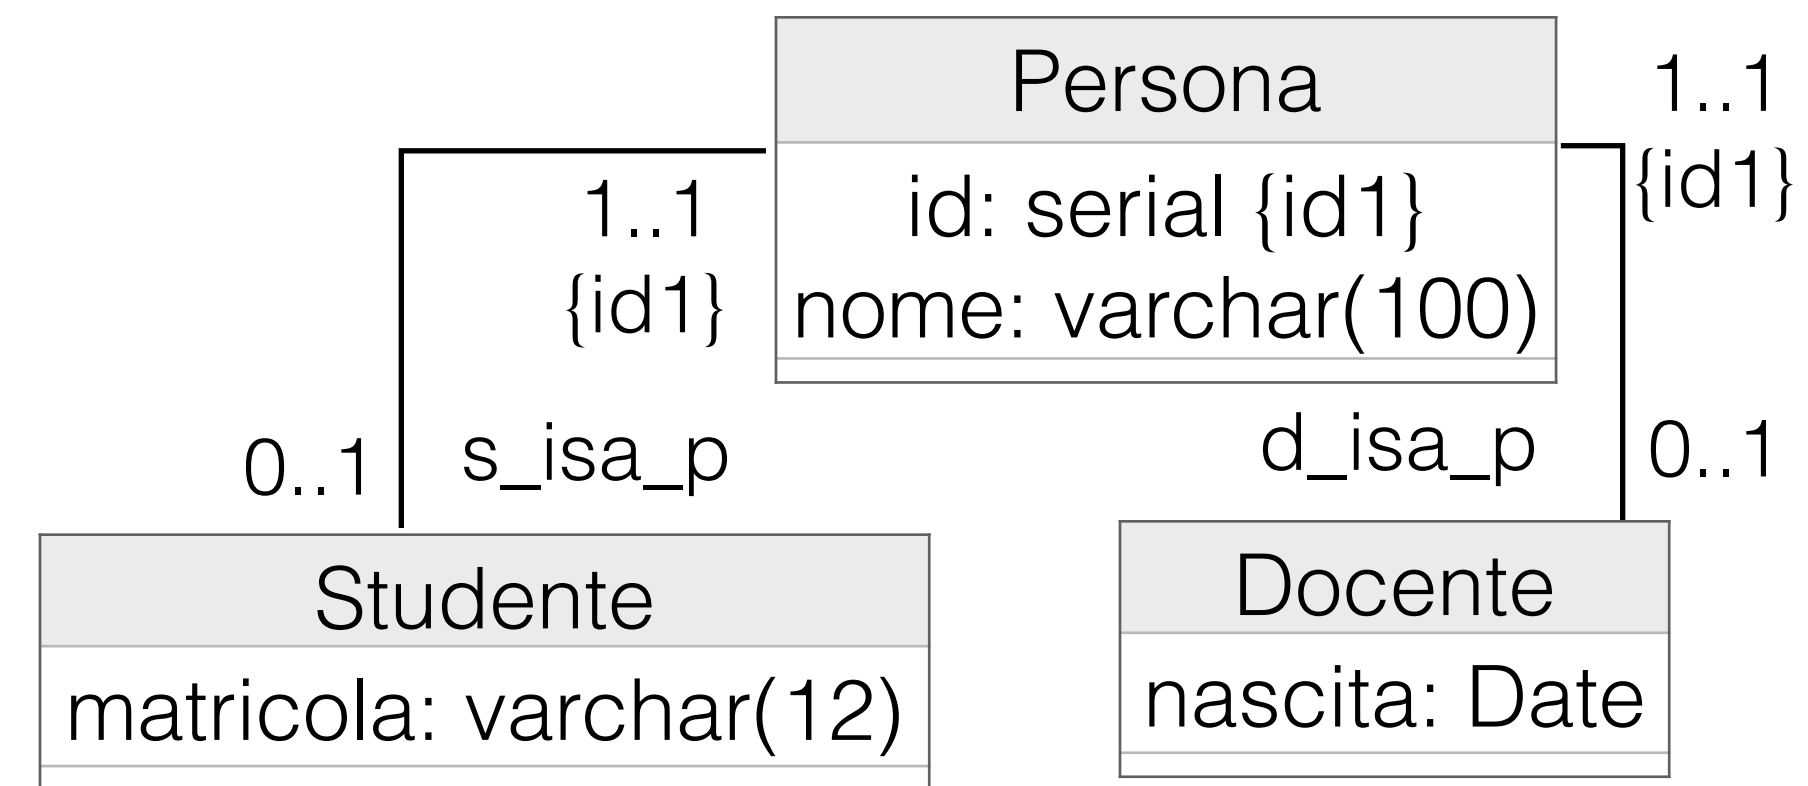 Persona
id: serial {id1}
nome: varchar(100)
1..1
{id1}
1..1
{id1}
0..1
s_isa_p
d_isa_p
0..1
Studente
matricola: varchar(12)
Docente
nascita: Date